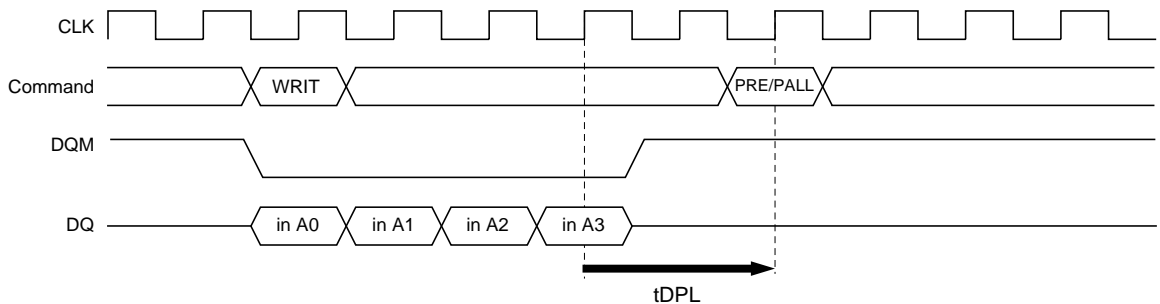 CLK
Command WRIT PRE/PALL
DQM
DQ in A0 in A1 in A2 in A3
tDPL